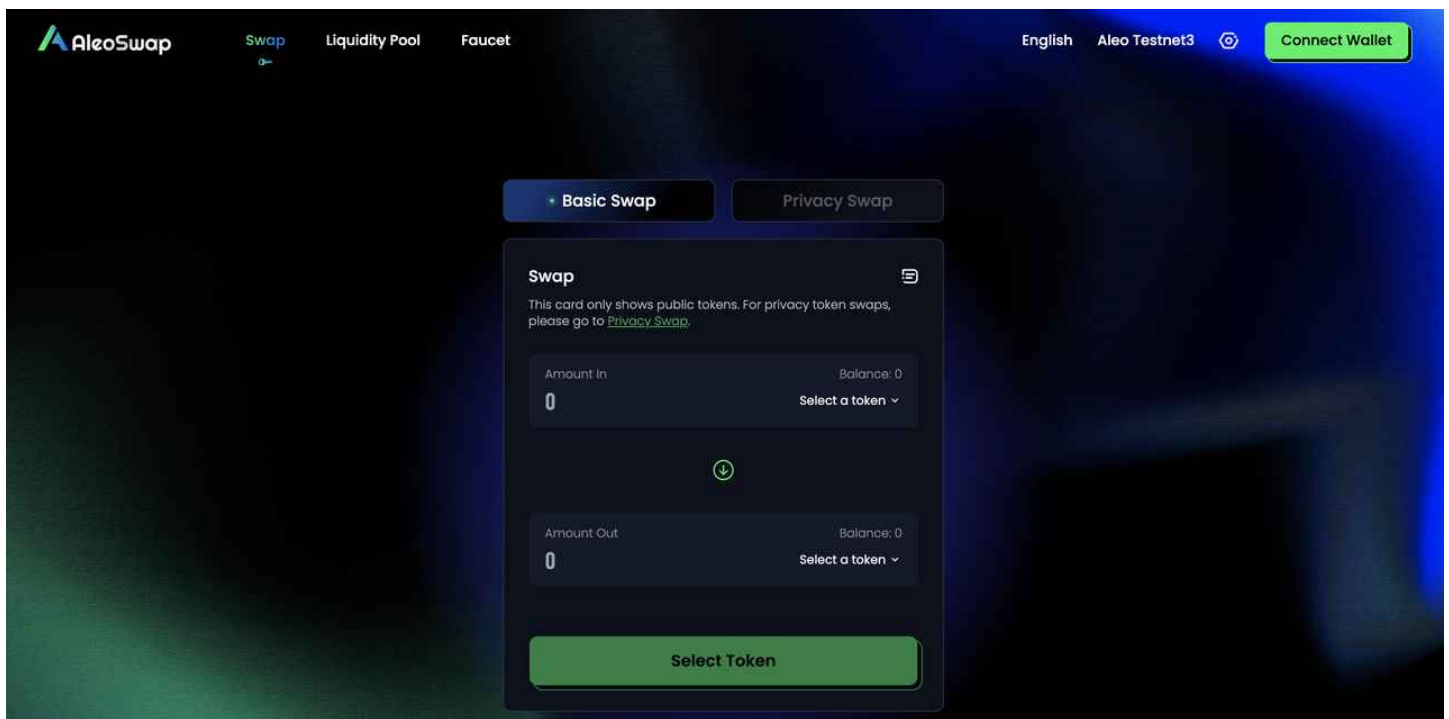 AleoSwap Swap Liquidity Pool Faucet English Aleo Testnet3 Connect Wallet
Basic Swap Privacy Swap
Swap
This card only shows public tokens. For privacy token swaps,
please go to Privacy Swap.
Amount In Balance: 0
0 Select a token
Amount Out Balance: 0
0 Select a token
Select Token